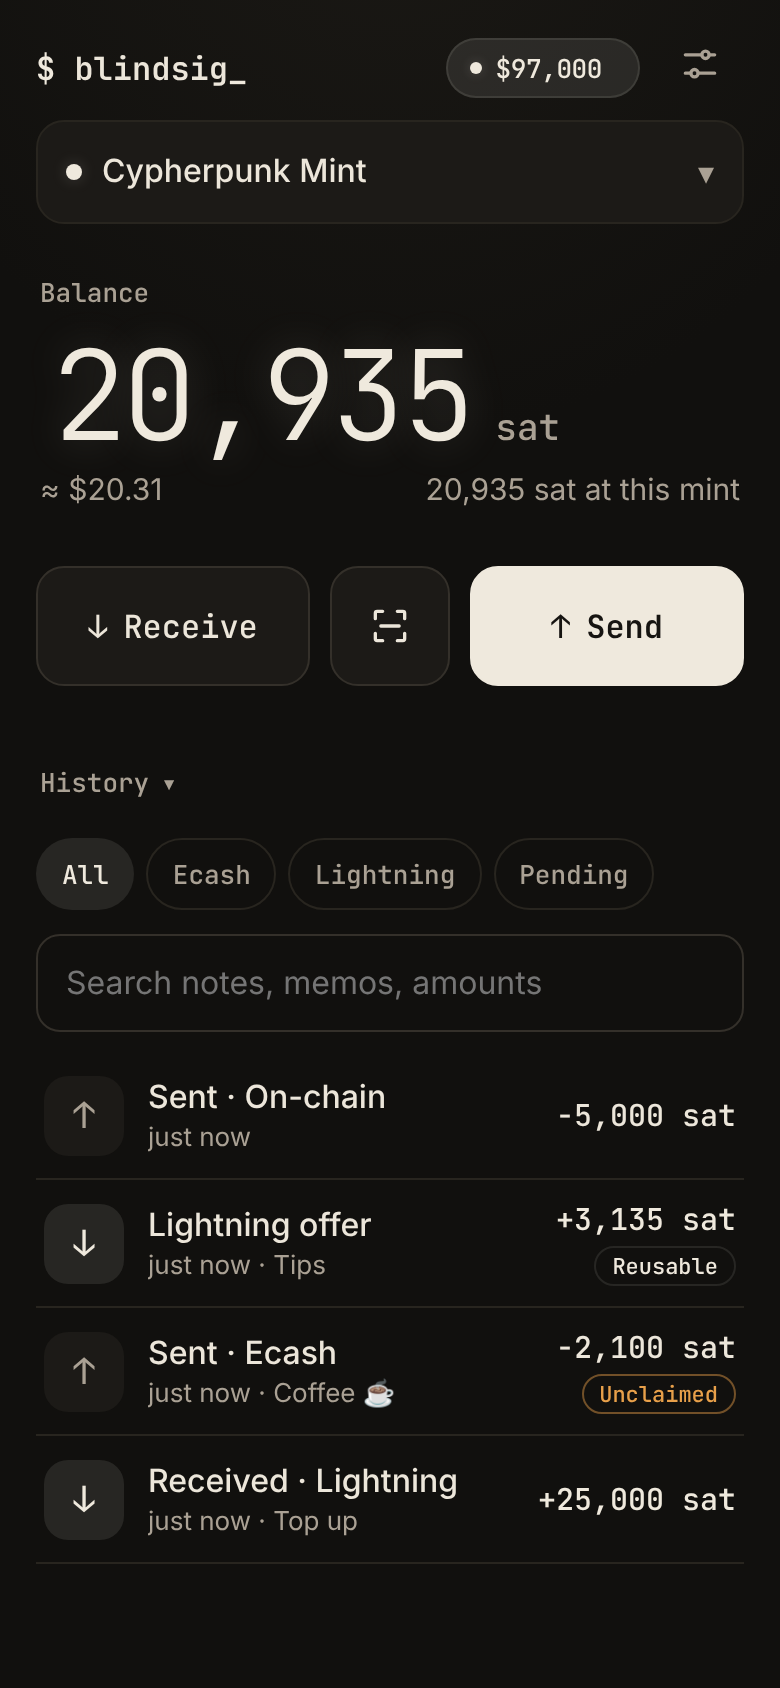 $ blindsig_
$97,000
Cypherpunk Mint ▼
Balance
20,935 sat
≈ $20.31
20,935 sat at this mint
↓ Receive
↑ Send
History ▼
All
Ecash
Lightning
Pending
Search notes, memos, amounts
↑ Sent · On-chain
-5,000 sat
just now
↓ Lightning offer
+3,135 sat
just now · Tips
Reusable
↑ Sent · Ecash
-2,100 sat
just now · Coffee ☕
Unclaimed
↓ Received · Lightning
+25,000 sat
just now · Top up